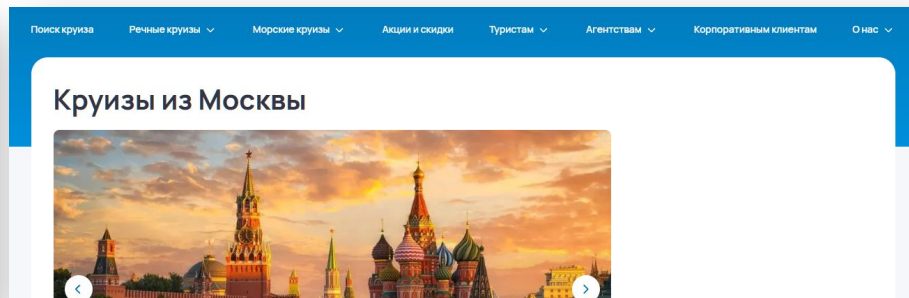 Поиск круиза Речные круизы Морские круизы Акции и скидки Туристам Агентствам Корпоративным клиентам О нас
Круизы из Москвы